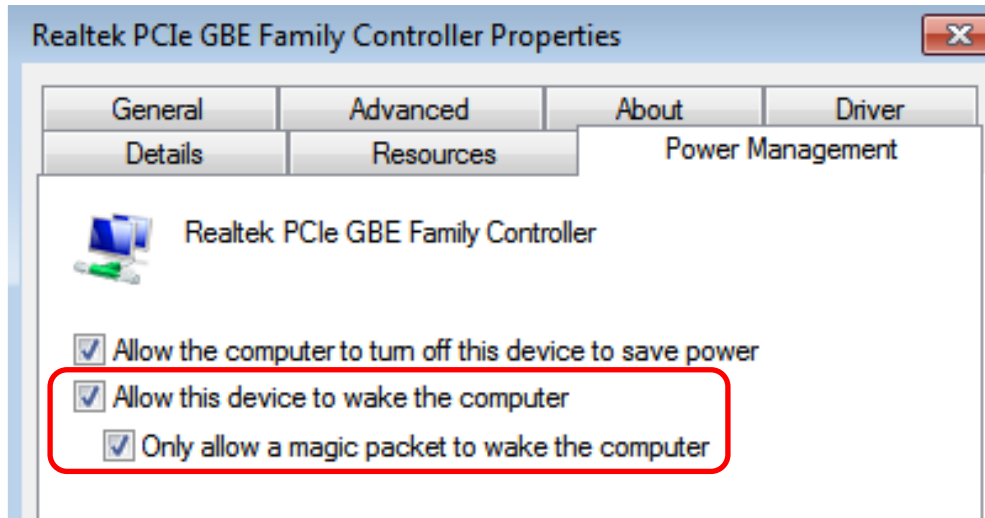 Realtek PCIe GBE Family Controller Properties
General Advanced About Driver
Details Resources Power Management
Realtek PCIe GBE Family Controller
Allow the computer to turn off this device to save power
Allow this device to wake the computer
Only allow a magic packet to wake the computer